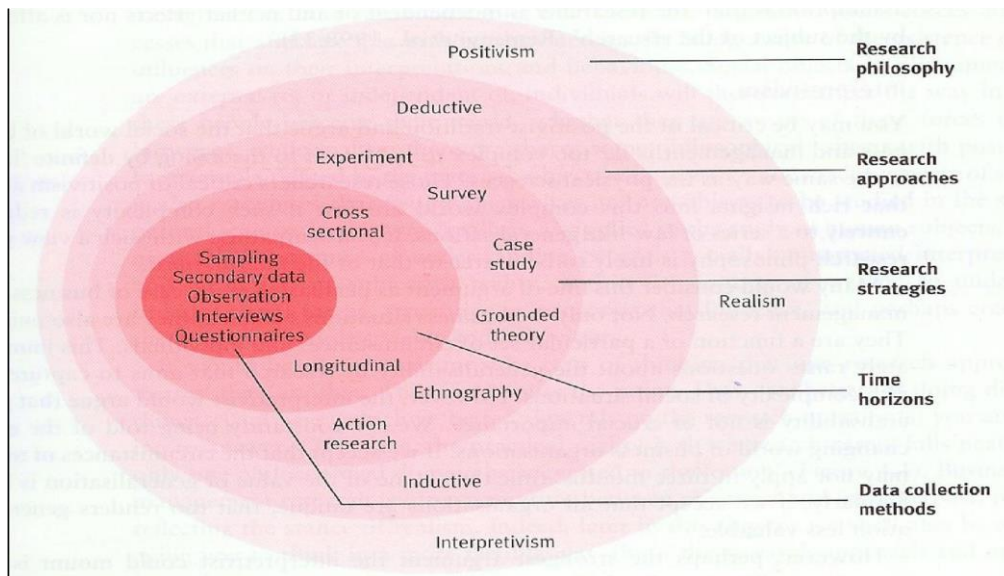 Positivism
Research
philosophy
Deductive
Experiment
Research
approaches
Survey
Cross
sectional
Case
study
Sampling
Secondary data
Observation
Interviews
Questionnaires
Research
strategies
Realism
Grounded
theory
Longitudinal
Ethnography
Time
horizons
Action
research
Inductive
Data collection
methods
Interpretivism